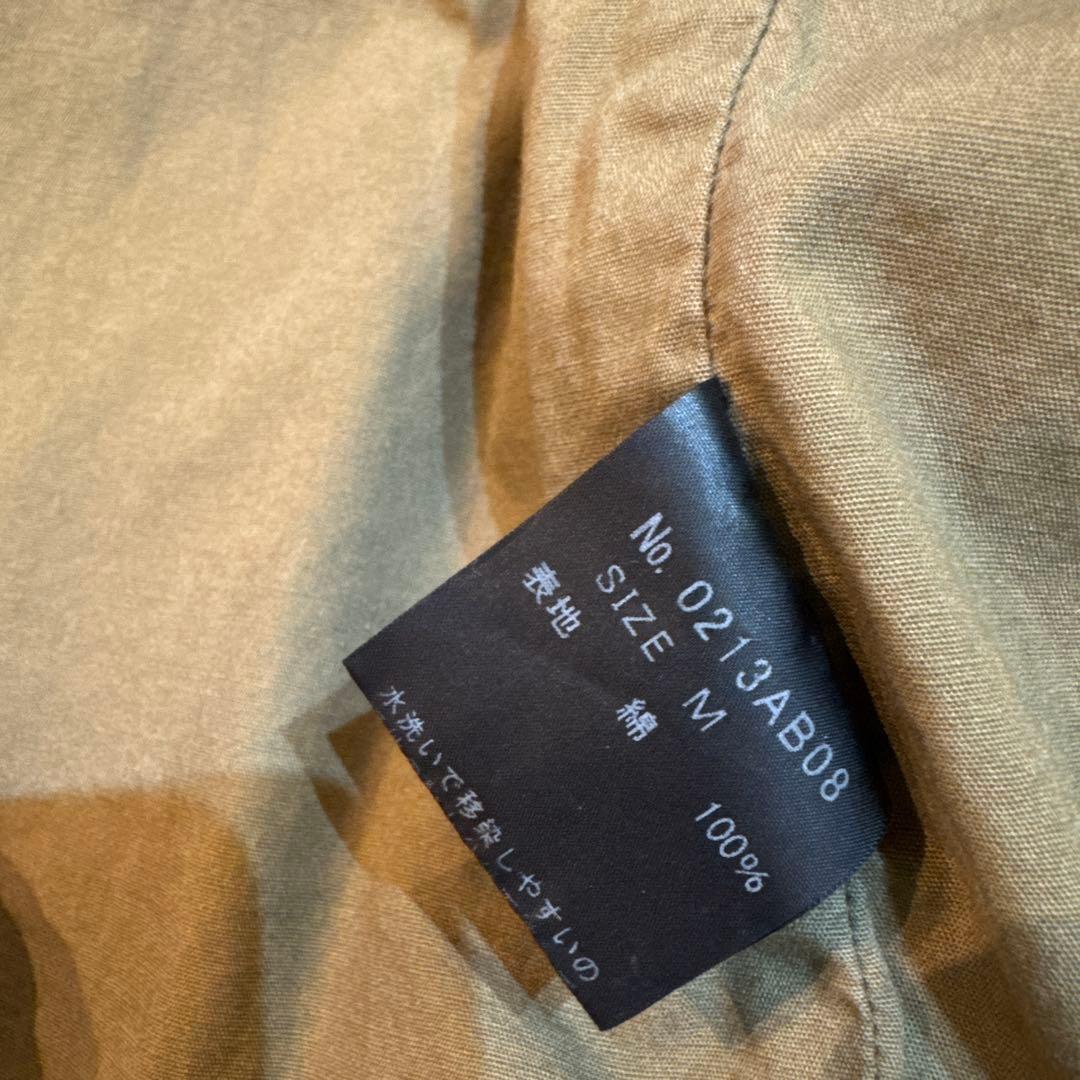 No. 0213AB08
SIZE M
表地 綿 100%
水洗いで移染しやすいの